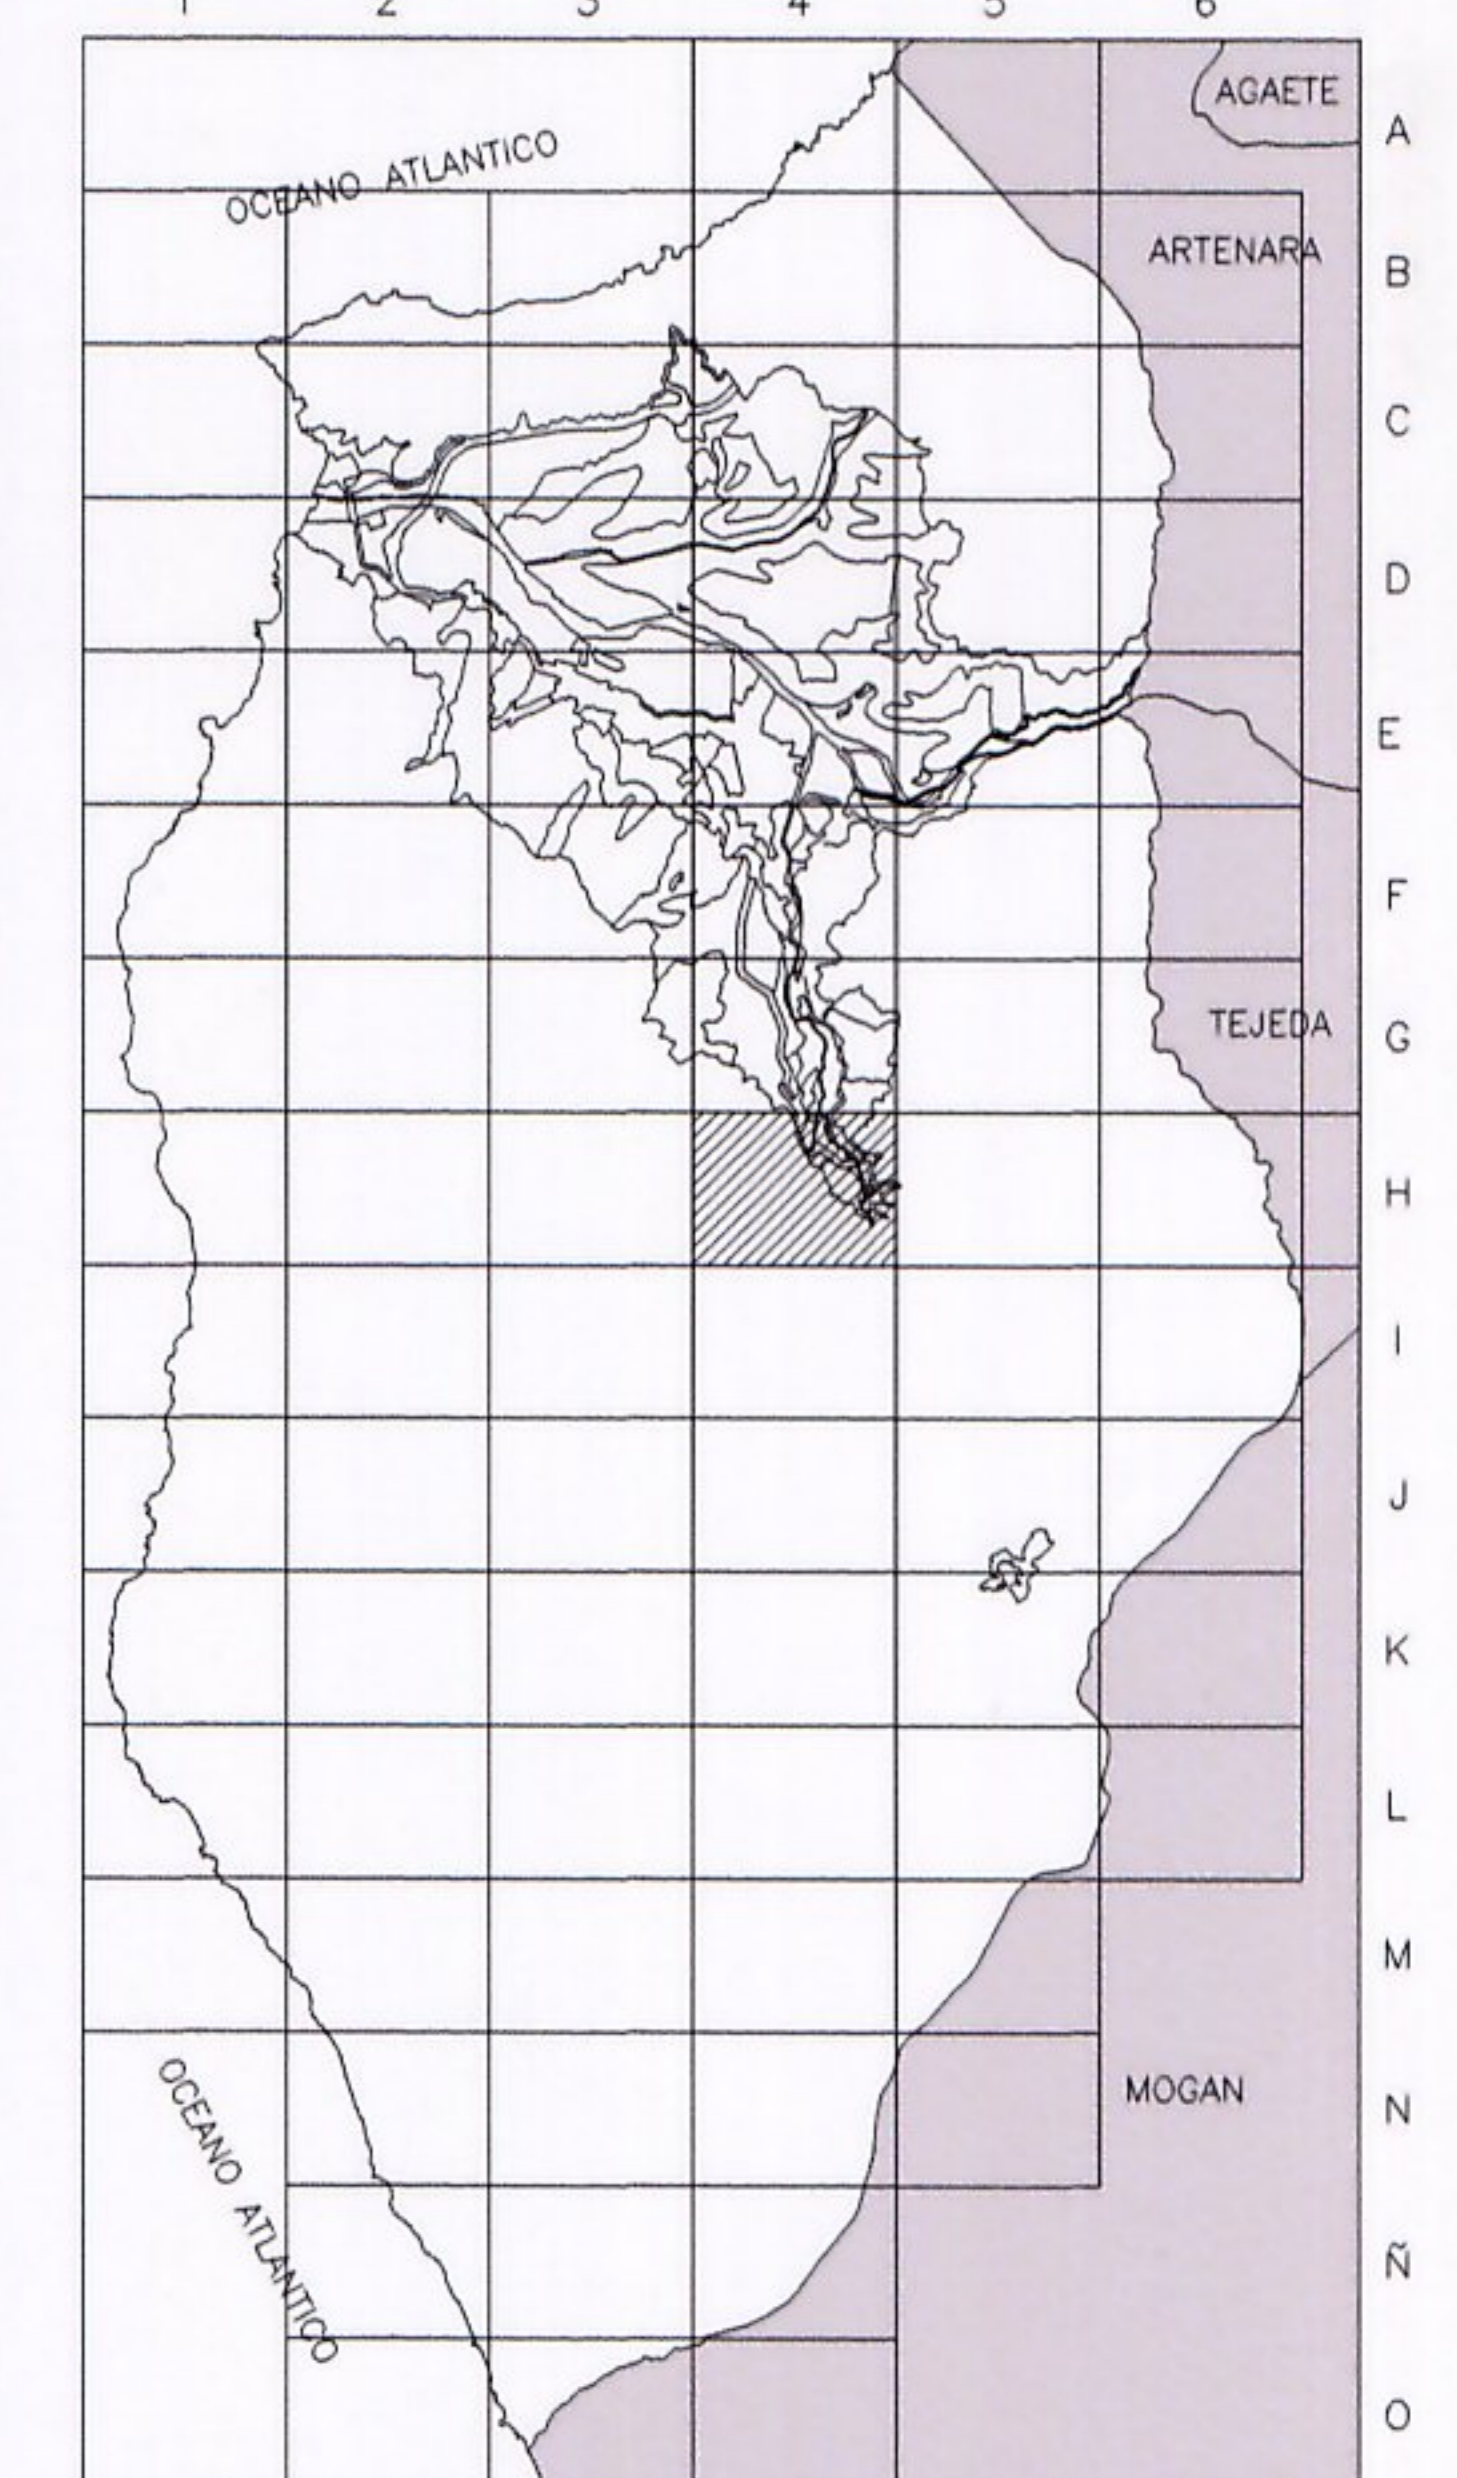 1 2 3 4 5 6
AGAETE
A
OCEANO ATLANTICO
ARTENARA
B
C
D
E
F
TEJEDA
G
H
I
J
K
L
M
MOGAN
N
OCEANO ATLANTICO
Ñ
O